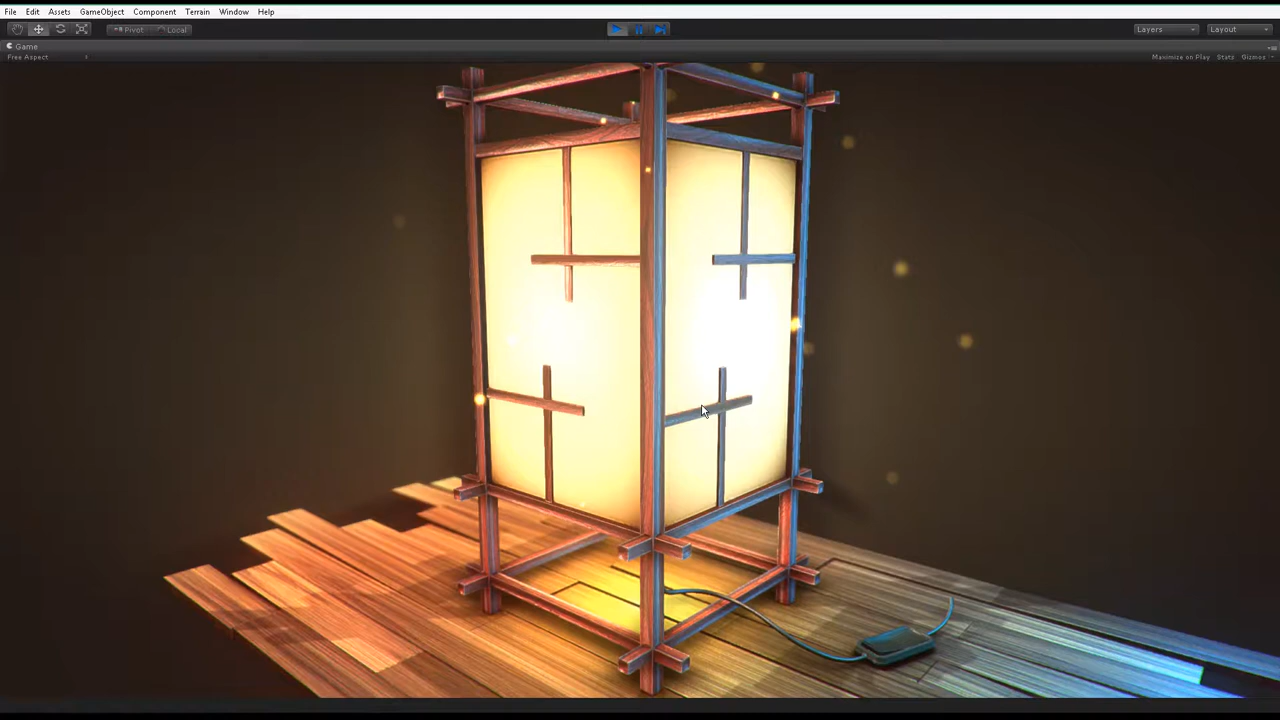 File Edit Assets GameObject Component Terrain Window Help
Pivot Local Layers Layout
Game
Free Aspect Maximize on Play Stats Gizmos